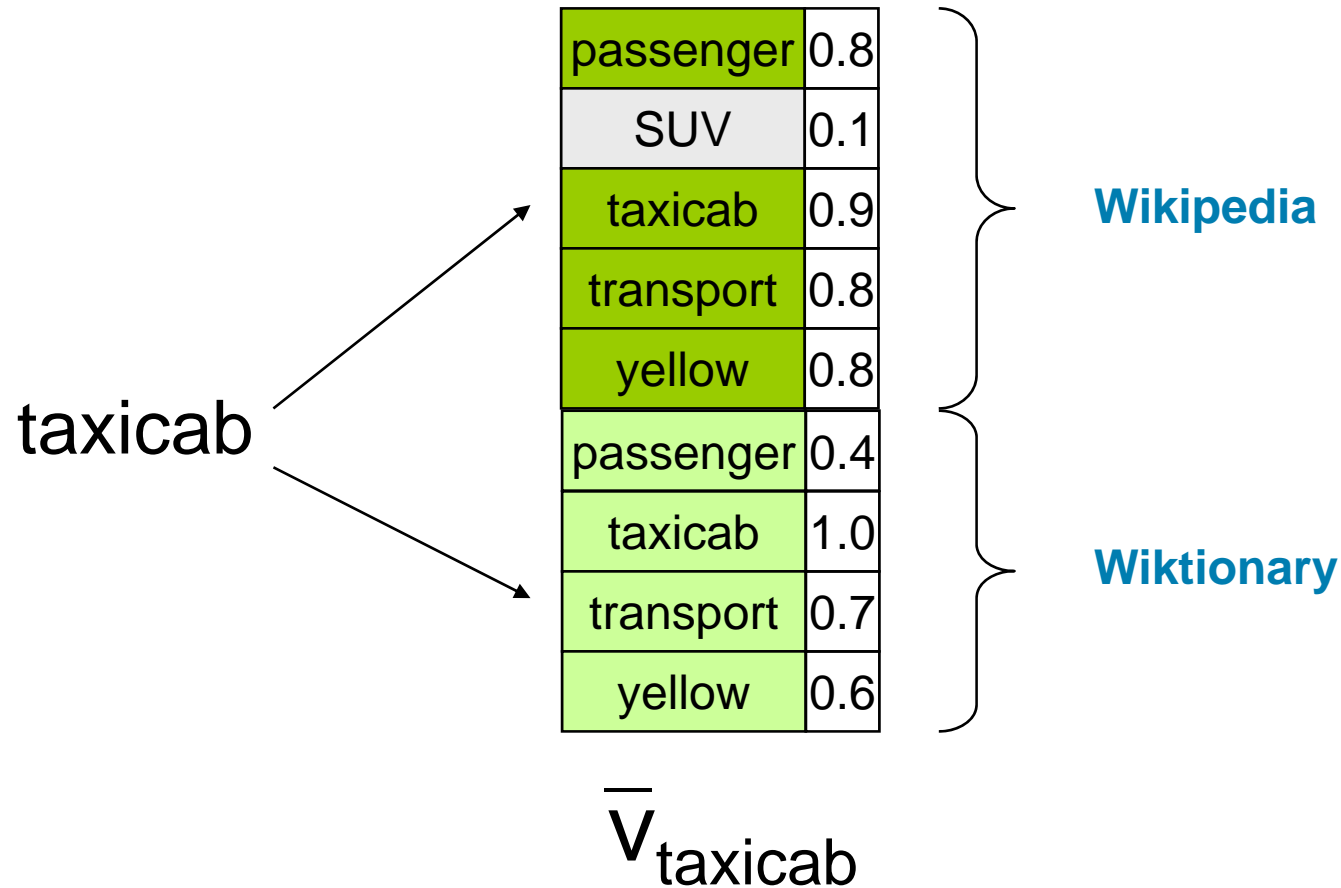 passenger 0.8
SUV 0.1
taxicab 0.9
transport 0.8
yellow 0.8
Wikipedia
taxicab
passenger 0.4
taxicab 1.0
transport 0.7
yellow 0.6
Wiktionary
v̅taxicab